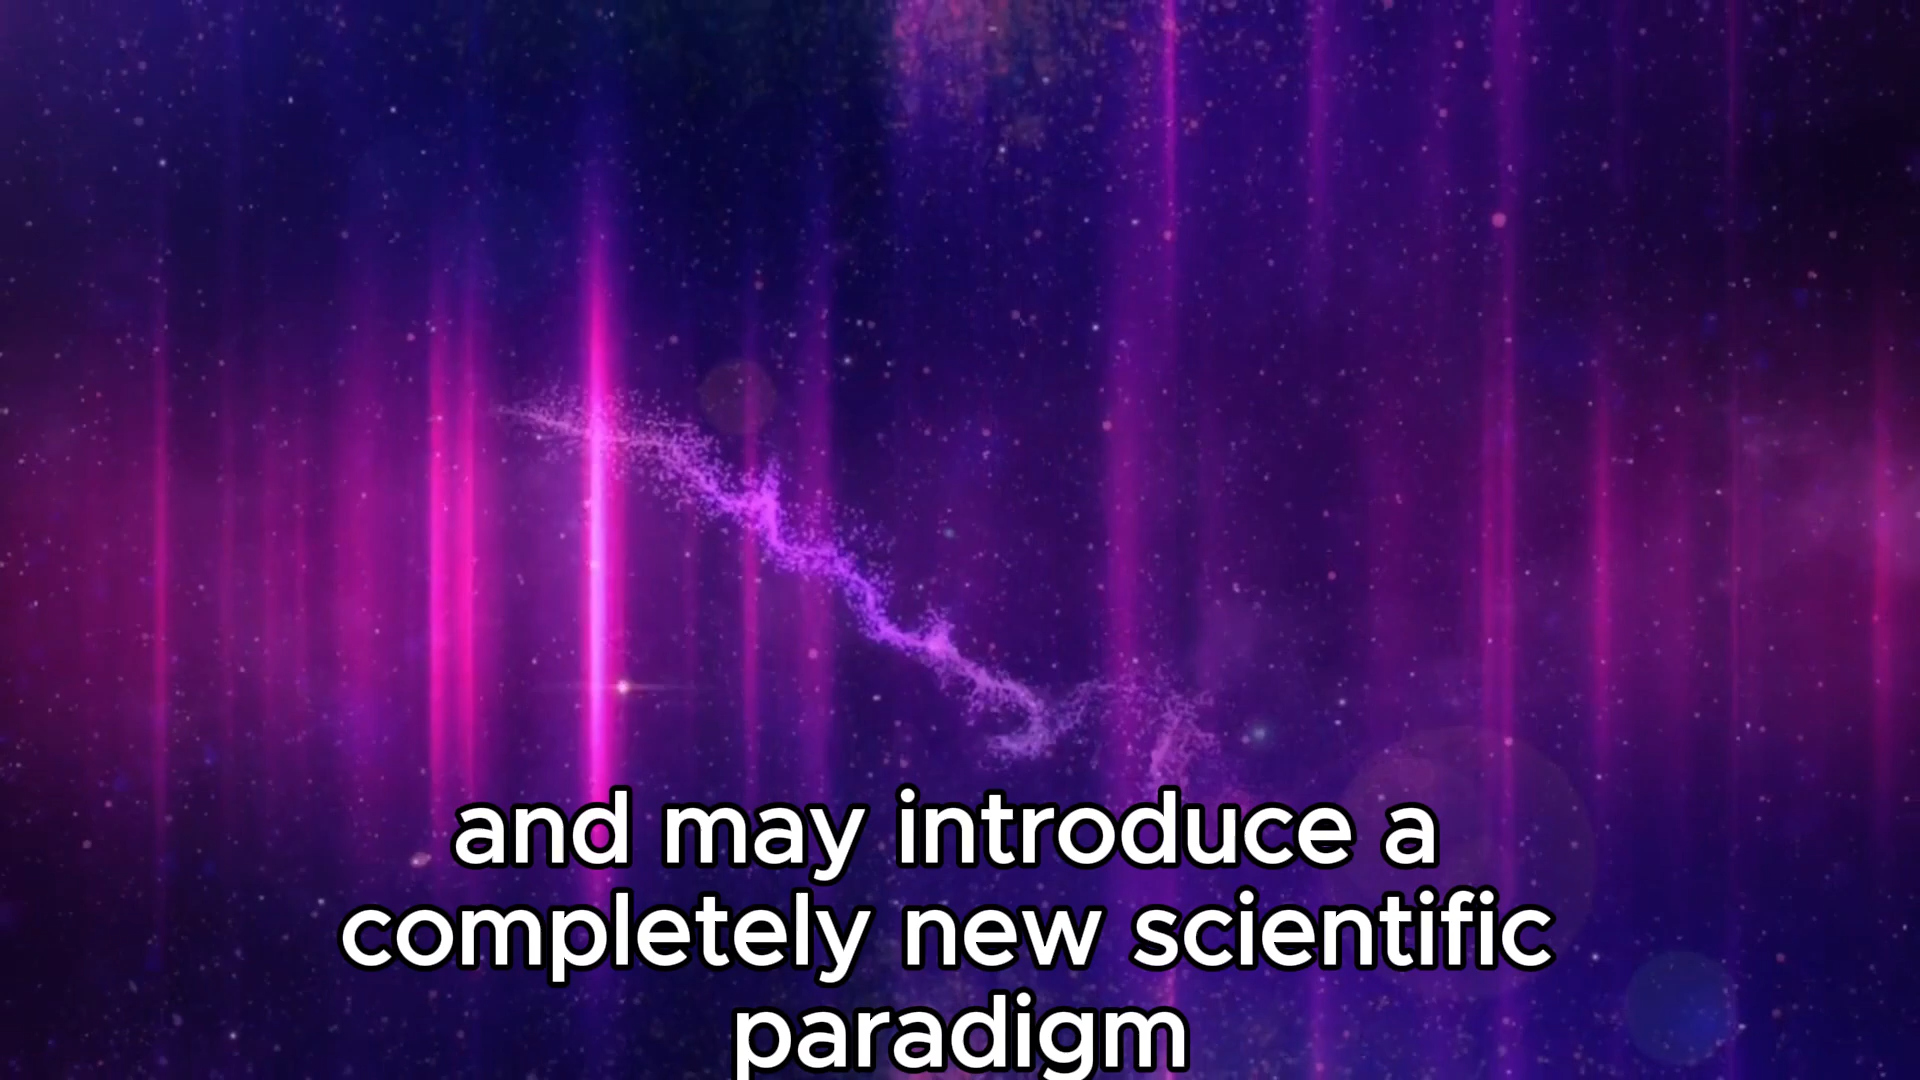 and may introduce a
completely new scientific
paradigm